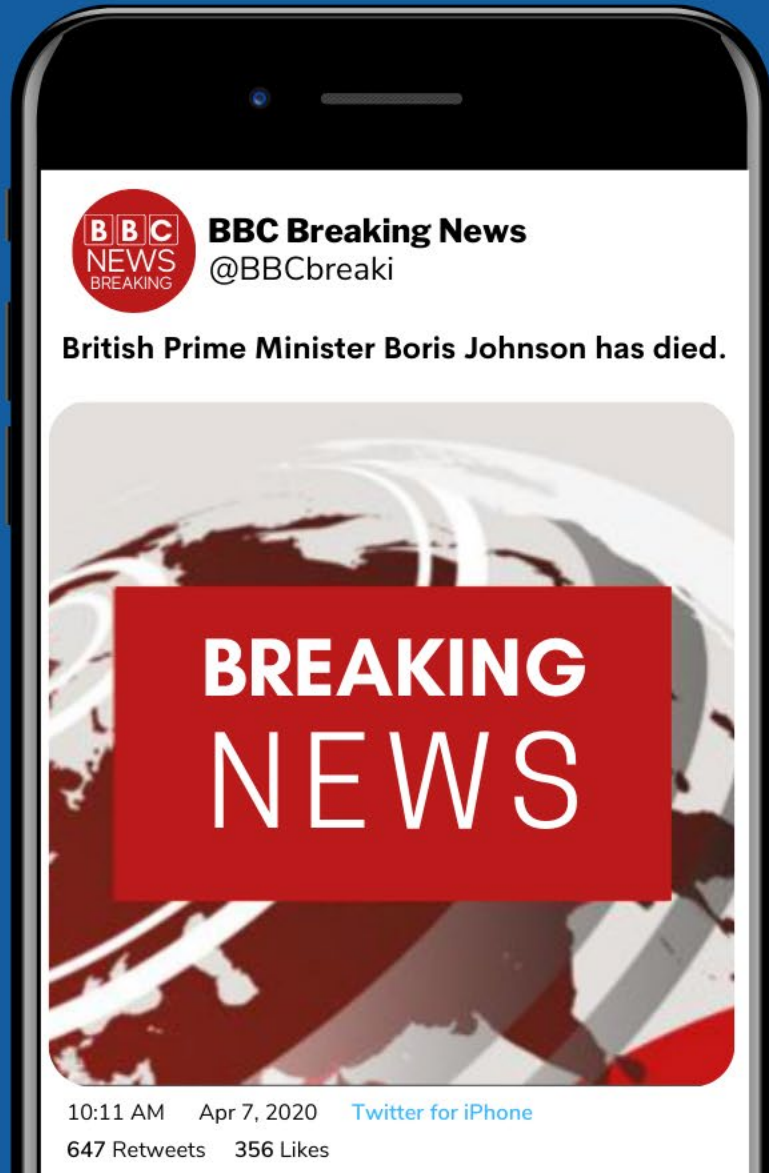 BBC
NEWS
BREAKING
BBC Breaking News
@BBCbreaki
British Prime Minister Boris Johnson has died.
BREAKING
NEWS
10:11 AM Apr 7, 2020 Twitter for iPhone
647 Retweets 356 Likes